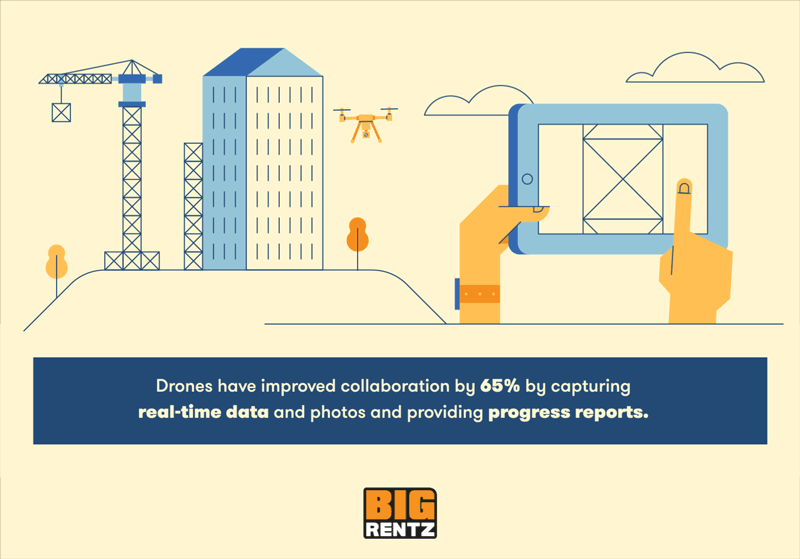 Drones have improved collaboration by 65% by capturing
real-time data and photos and providing progress reports.
BIG
RENTZ